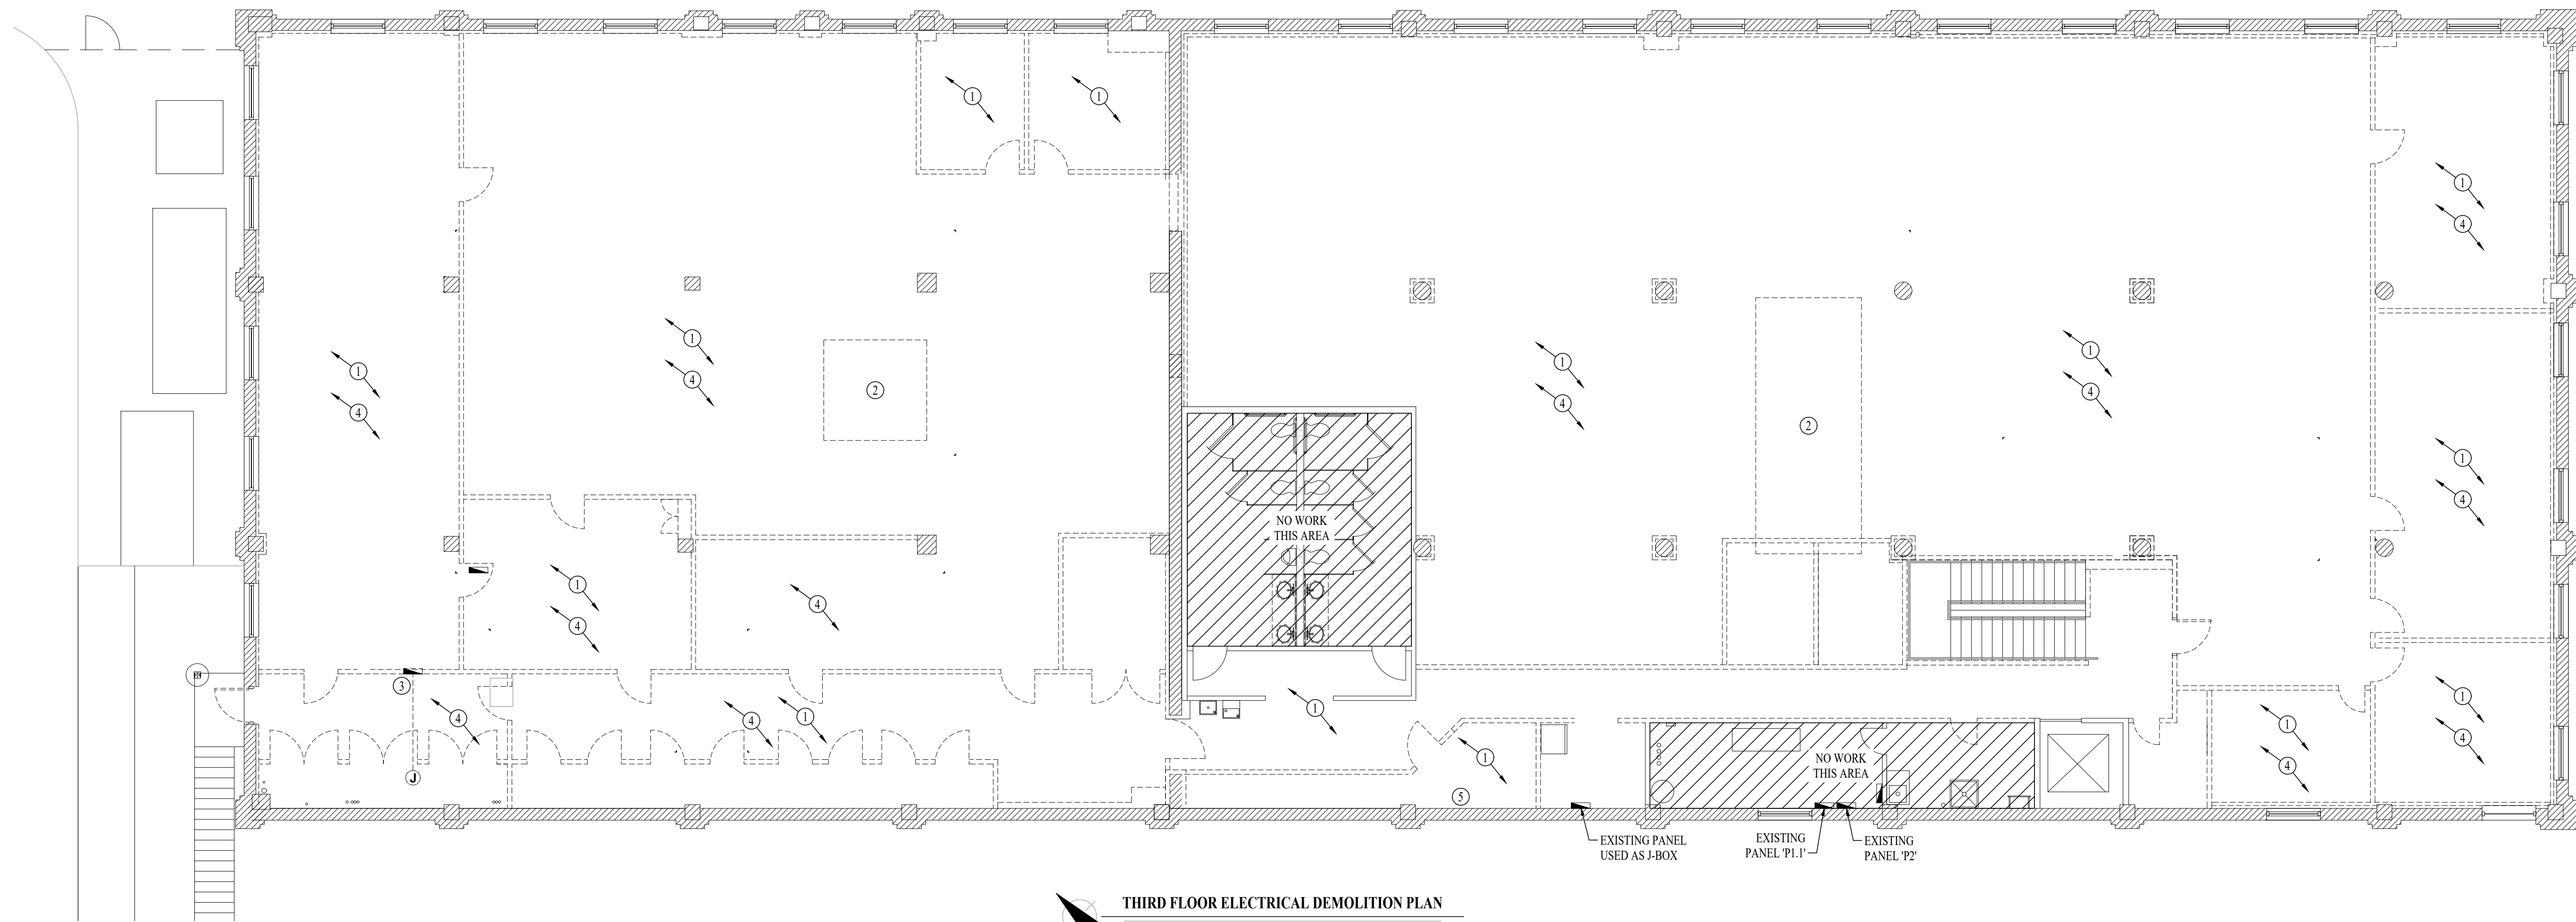 1
1
1
4
1
4
1
4
2
1
4
1
4
2
1
4
NO WORK
THIS AREA
1
4
1
4
4
3
4
4
1
1
1
1
4
1
4
NO WORK
THIS AREA
J
5
EXISTING PANEL
USED AS J-BOX
EXISTING
PANEL 'P1.1'
EXISTING
PANEL 'P2'
THIRD FLOOR ELECTRICAL DEMOLITION PLAN